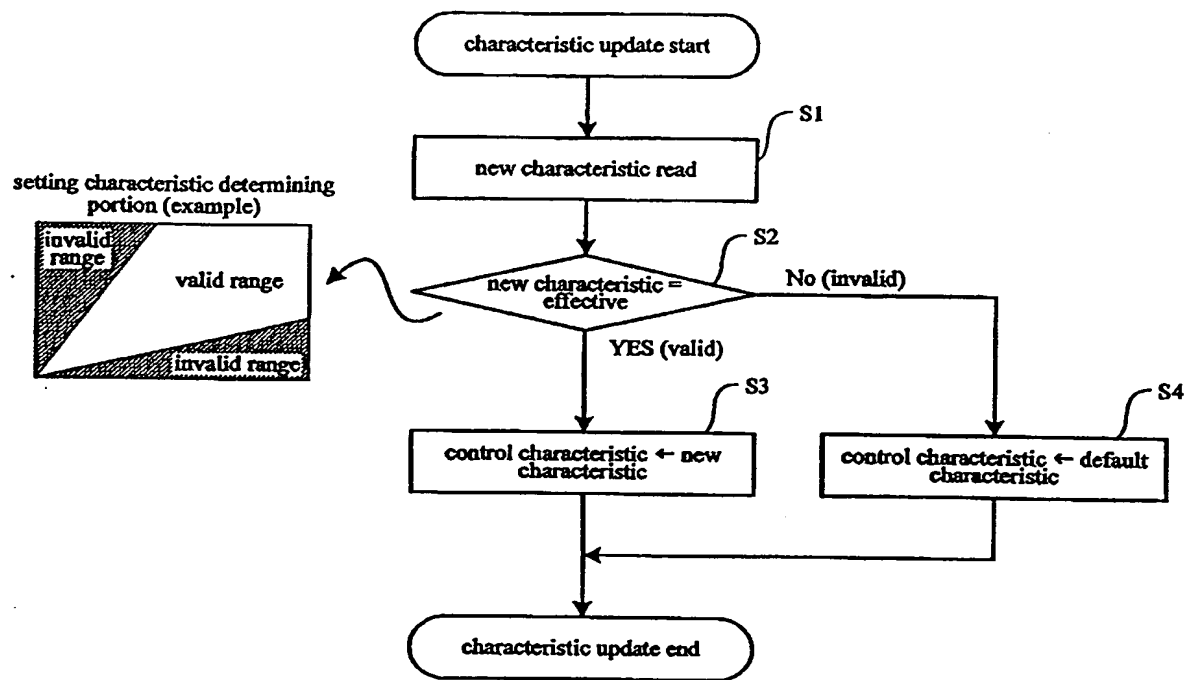 characteristic update start
S1
new characteristic read
setting characteristic determining
portion (example)
invalid
range
valid range
invalid range
S2
new characteristic =
effective
No (invalid)
YES (valid)
S3
control characteristic ← new
characteristic
S4
control characteristic ← default
characteristic
characteristic update end